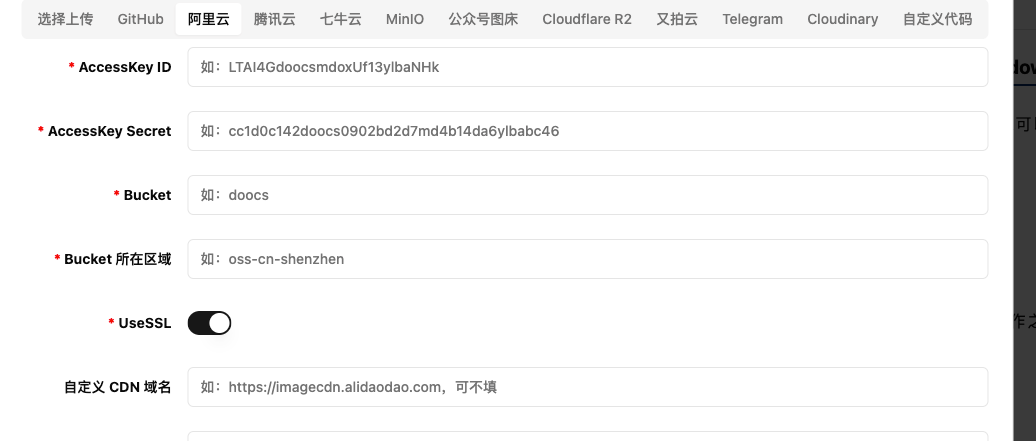 选择上传 GitHub 阿里云 腾讯云 七牛云 MinIO 公众号图床 Cloudflare R2 又拍云 Telegram Cloudinary 自定义代码
* AccessKey ID 如：LTAI4GdoocsmdoxUf13ylbaNHk
* AccessKey Secret 如：cc1d0c142doocs0902bd2d7md4b14da6ylbabc46
* Bucket 如：doocs
* Bucket 所在区域 如：oss-cn-shenzhen
* UseSSL
自定义 CDN 域名 如：https://imagecdn.alidaodao.com，可不填